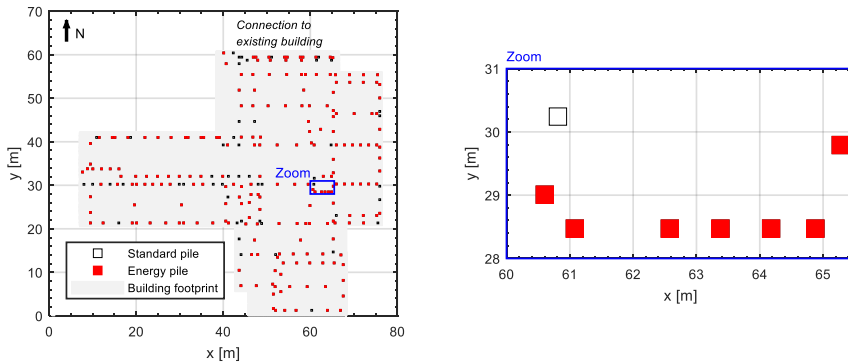 Connection to
existing building
N
70
60
50
40
30
20
10
0
y [m]
Zoom
Standard pile
Energy pile
Building footprint
0 20 40 60 80
x [m]
Zoom
31
30
29
28
y [m]
60 61 62 63 64 65
x [m]